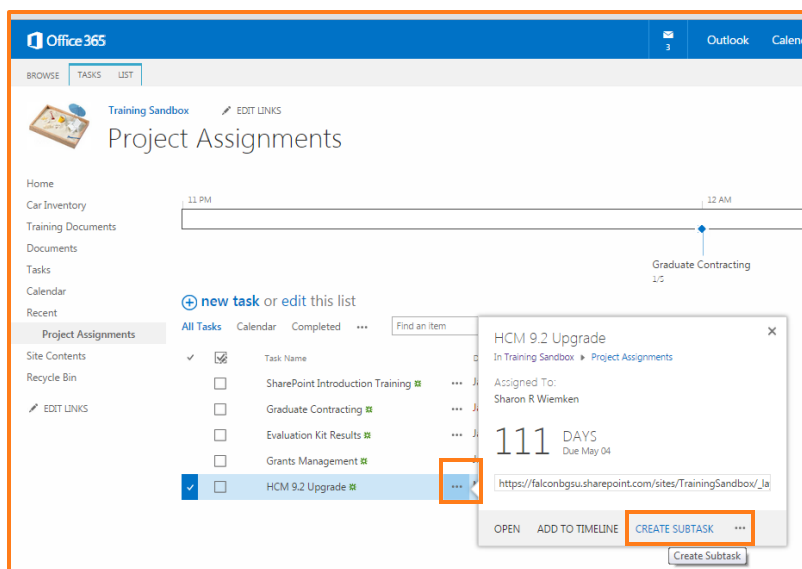 Office 365
3
Outlook
BROWSE TASKS LIST
Training Sandbox
EDIT LINKS
Project Assignments
Home
Car Inventory
Training Documents
Documents
Tasks
Calendar
Recent
Project Assignments
Site Contents
Recycle Bin
EDIT LINKS
11 PM
12 AM
Graduate Contracting
1/5
new task or edit this list
All Tasks Calendar Completed ...
Find an item
Task Name
SharePoint Introduction Training
...
Graduate Contracting
...
Evaluation Kit Results
...
Grants Management
HCM 9.2 Upgrade
...
HCM 9.2 Upgrade
In Training Sandbox ▸ Project Assignments
Assigned To:
Sharon R Wiemken
111 DAYS
Due May 04
https://falconbgsu.sharepoint.com/sites/TrainingSandbox/_la
OPEN ADD TO TIMELINE CREATE SUBTASK ...
Create Subtask